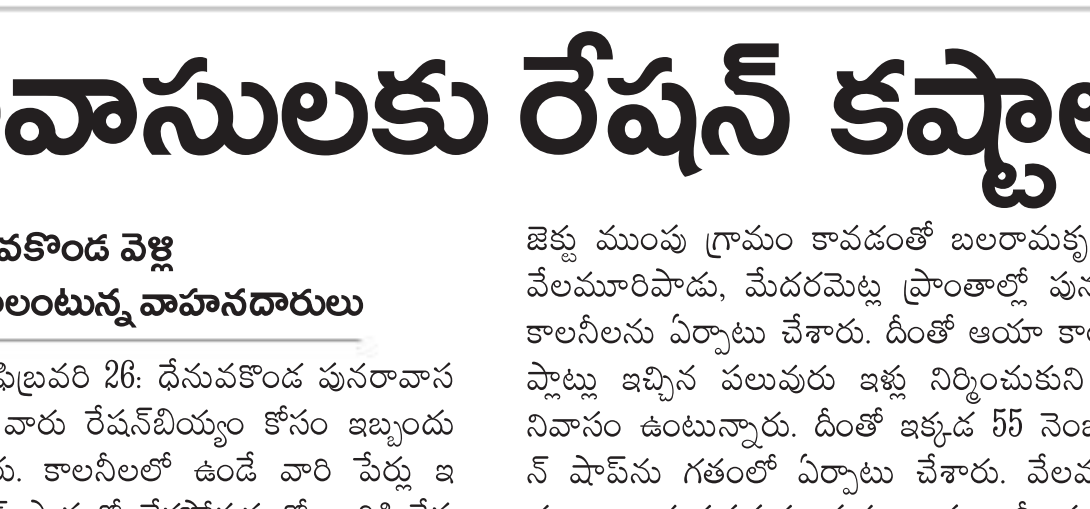 వాసులకు రేషన్ కష్టా
వకొండ వెళ్లి
లంటున్న వాహనదారులు
ఫిబ్రవరి 26: ధేనువకొండ పునరావాస
వారు రేషన్‌బియ్యం కోసం ఇబ్బందు
రు. కాలనీలలో ఉండే వారి పేర్లు ఇ
జెక్టు ముంపు గ్రామం కావడంతో బలరామకృ
వేలమూరిపాడు, మేదరమెట్ల ప్రాంతాల్లో పున
కాలనీలను ఏర్పాటు చేశారు. దీంతో ఆయా కా
ప్లాట్లు ఇచ్చిన పలువురు ఇళ్లు నిర్మించుకుని
నివాసం ఉంటున్నారు. దీంతో ఇక్కడ 55 నెం
న్ షాప్‌ను గతంలో ఏర్పాటు చేశారు. వేలమ